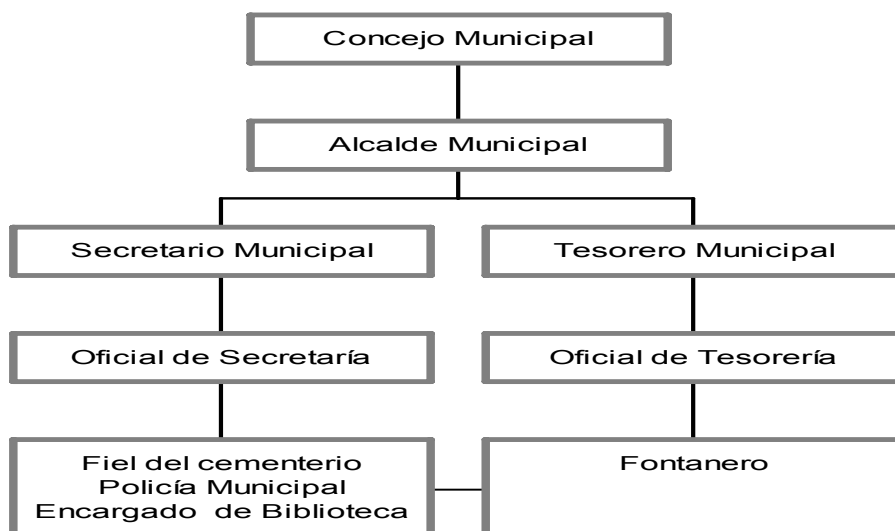 Concejo Municipal
Alcalde Municipal
Secretario Municipal
Tesorero Municipal
Oficial de Secretaría
Oficial de Tesorería
Fiel del cementerio
Policía Municipal
Encargado de Biblioteca
Fontanero